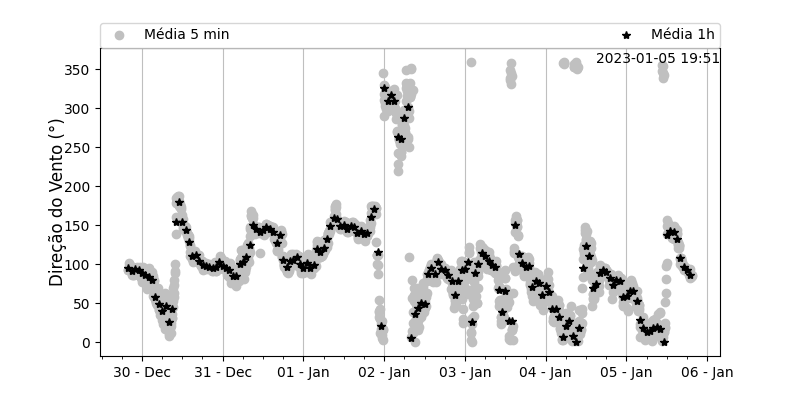 Média 5 min
Média 1h
2023-01-05 19:51
Direção do Vento (°)
350
300
250
200
150
100
50
0
30 - Dec
31 - Dec
01 - Jan
02 - Jan
03 - Jan
04 - Jan
05 - Jan
06 - Jan